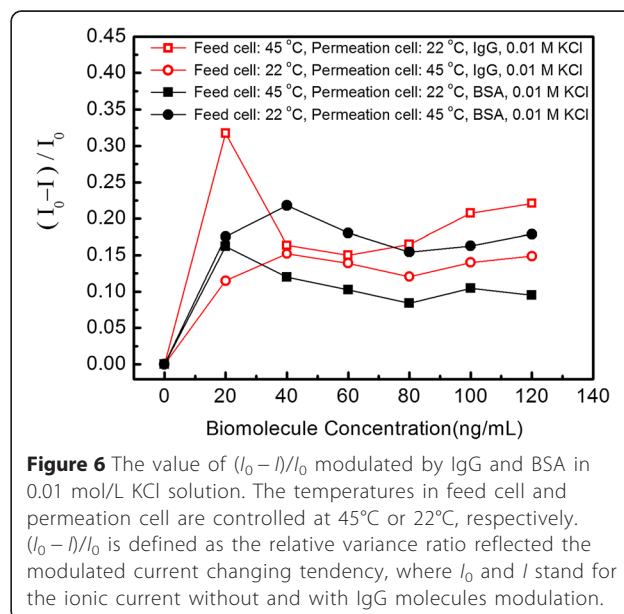 0.45
0.40
0.35
0.30
0.25
0.20
0.15
0.10
0.05
0.00
(I₀−I) / I₀
Feed cell: 45 °C, Permeation cell: 22 °C, IgG, 0.01 M KCl
Feed cell: 22 °C, Permeation cell: 45 °C, IgG, 0.01 M KCl
Feed cell: 45 °C, Permeation cell: 22 °C, BSA, 0.01 M KCl
Feed cell: 22 °C, Permeation cell: 45 °C, BSA, 0.01 M KCl
0 20 40 60 80 100 120 140
Biomolecule Concentration(ng/mL)
Figure 6 The value of (I₀ – I)/I₀ modulated by IgG and BSA in
0.01 mol/L KCl solution. The temperatures in feed cell and
permeation cell are controlled at 45°C or 22°C, respectively.
(I₀ – I)/I₀ is defined as the relative variance ratio reflected the
modulated current changing tendency, where I₀ and I stand for
the ionic current without and with IgG molecules modulation.